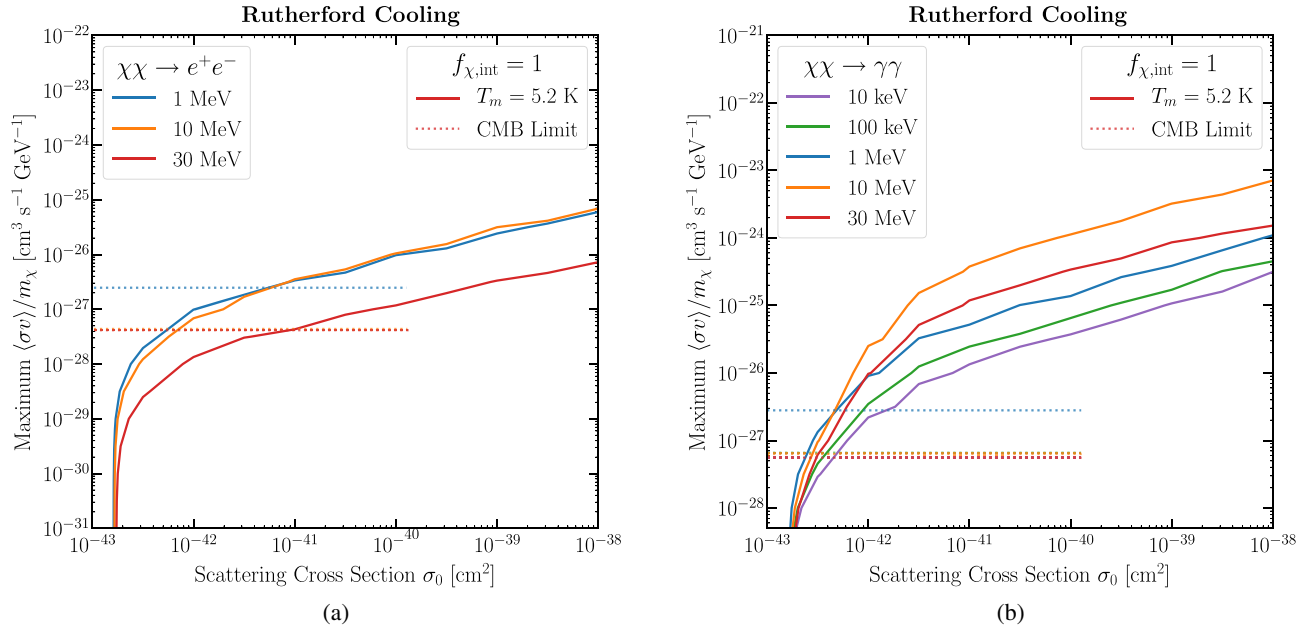 Rutherford Cooling
Maximum ⟨σv⟩/m_χ [cm³ s⁻¹ GeV⁻¹]
10⁻²²
10⁻²³
10⁻²⁴
10⁻²⁵
10⁻²⁶
10⁻²⁷
10⁻²⁸
10⁻²⁹
10⁻³⁰
10⁻³¹
χχ → e⁺e⁻
1 MeV
10 MeV
30 MeV
f_χ,int = 1
T_m = 5.2 K
CMB Limit
10⁻⁴³ 10⁻⁴² 10⁻⁴¹ 10⁻⁴⁰ 10⁻³⁹ 10⁻³⁸
Scattering Cross Section σ₀ [cm²]
(a)
Rutherford Cooling
Maximum ⟨σv⟩/m_χ [cm³ s⁻¹ GeV⁻¹]
10⁻²¹
10⁻²²
10⁻²³
10⁻²⁴
10⁻²⁵
10⁻²⁶
10⁻²⁷
10⁻²⁸
χχ → γγ
10 keV
100 keV
1 MeV
10 MeV
30 MeV
f_χ,int = 1
T_m = 5.2 K
CMB Limit
10⁻⁴³ 10⁻⁴² 10⁻⁴¹ 10⁻⁴⁰ 10⁻³⁹ 10⁻³⁸
Scattering Cross Section σ₀ [cm²]
(b)